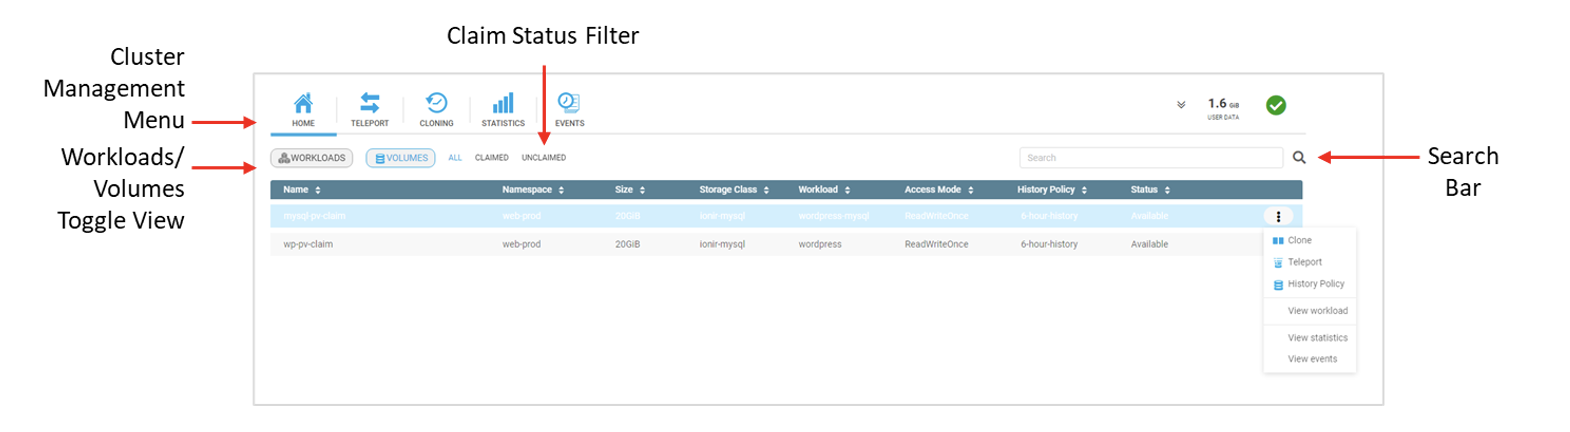 Claim Status Filter
Cluster
Management
Menu
HOME TELEPORT CLONING STATISTICS EVENTS
1.6 GiB
USER DATA
Workloads/
Volumes
Toggle View
WORKLOADS VOLUMES ALL CLAIMED UNCLAIMED
Search
Search
Bar
Name Namespace Size Storage Class Workload Access Mode History Policy Status
mysql-pv-claim web-prod 20GiB ionir-mysql wordpress-mysql ReadWriteOnce 6-hour-history Available
wp-pv-claim web-prod 20GiB ionir-mysql wordpress ReadWriteOnce 6-hour-history Available
Clone
Teleport
History Policy
View workload
View statistics
View events